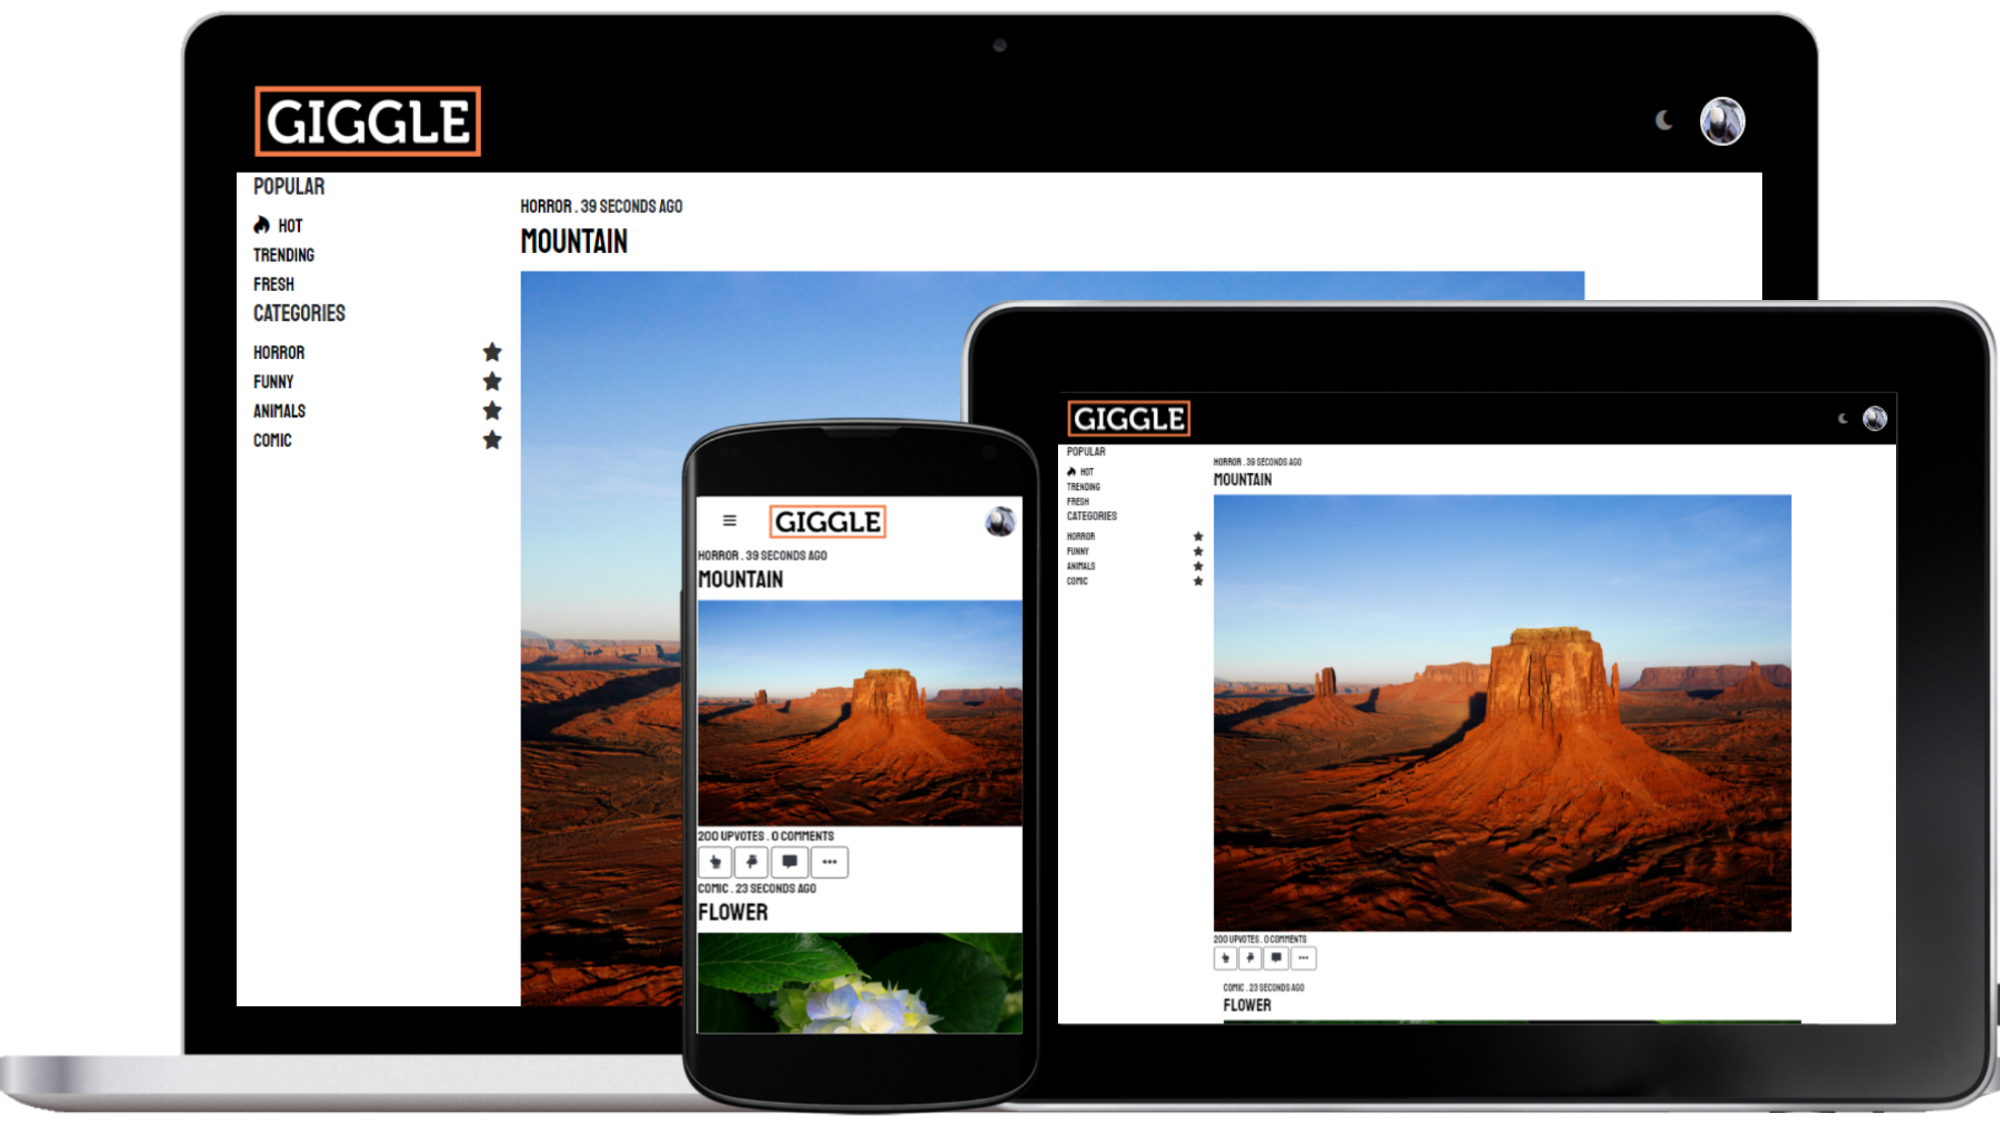 GIGGLE
POPULAR
HOT
TRENDING
FRESH
CATEGORIES
HORROR
FUNNY
ANIMALS
COMIC
HORROR . 39 SECONDS AGO
MOUNTAIN
GIGGLE
HORROR . 39 SECONDS AGO
MOUNTAIN
200 UPVOTES . 0 COMMENTS
COMIC . 23 SECONDS AGO
FLOWER
GIGGLE
POPULAR
HOT
TRENDING
FRESH
CATEGORIES
HORROR
FUNNY
ANIMALS
COMIC
HORROR . 39 SECONDS AGO
MOUNTAIN
200 UPVOTES . 0 COMMENTS
COMIC . 23 SECONDS AGO
FLOWER